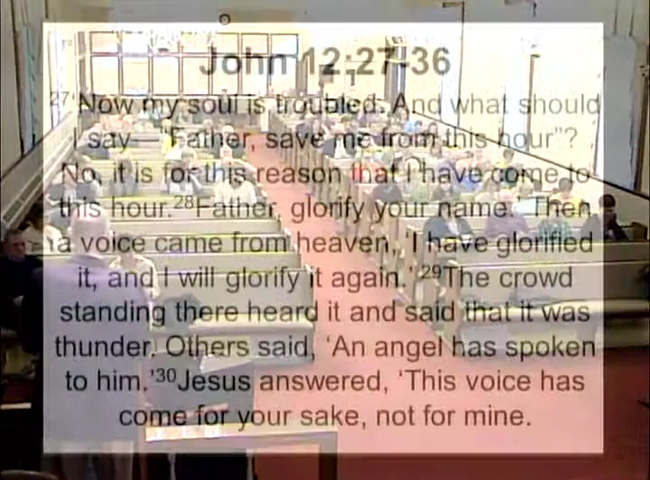 John 12:27-36
27'Now my soul is troubled. And what should
I say—"Father, save me from this hour"?
No, it is for this reason that I have come to
this hour.28Father, glorify your name.' Then
a voice came from heaven, 'I have glorified
it, and I will glorify it again.' 29The crowd
standing there heard it and said that it was
thunder. Others said, 'An angel has spoken
to him.'30Jesus answered, 'This voice has
come for your sake, not for mine.